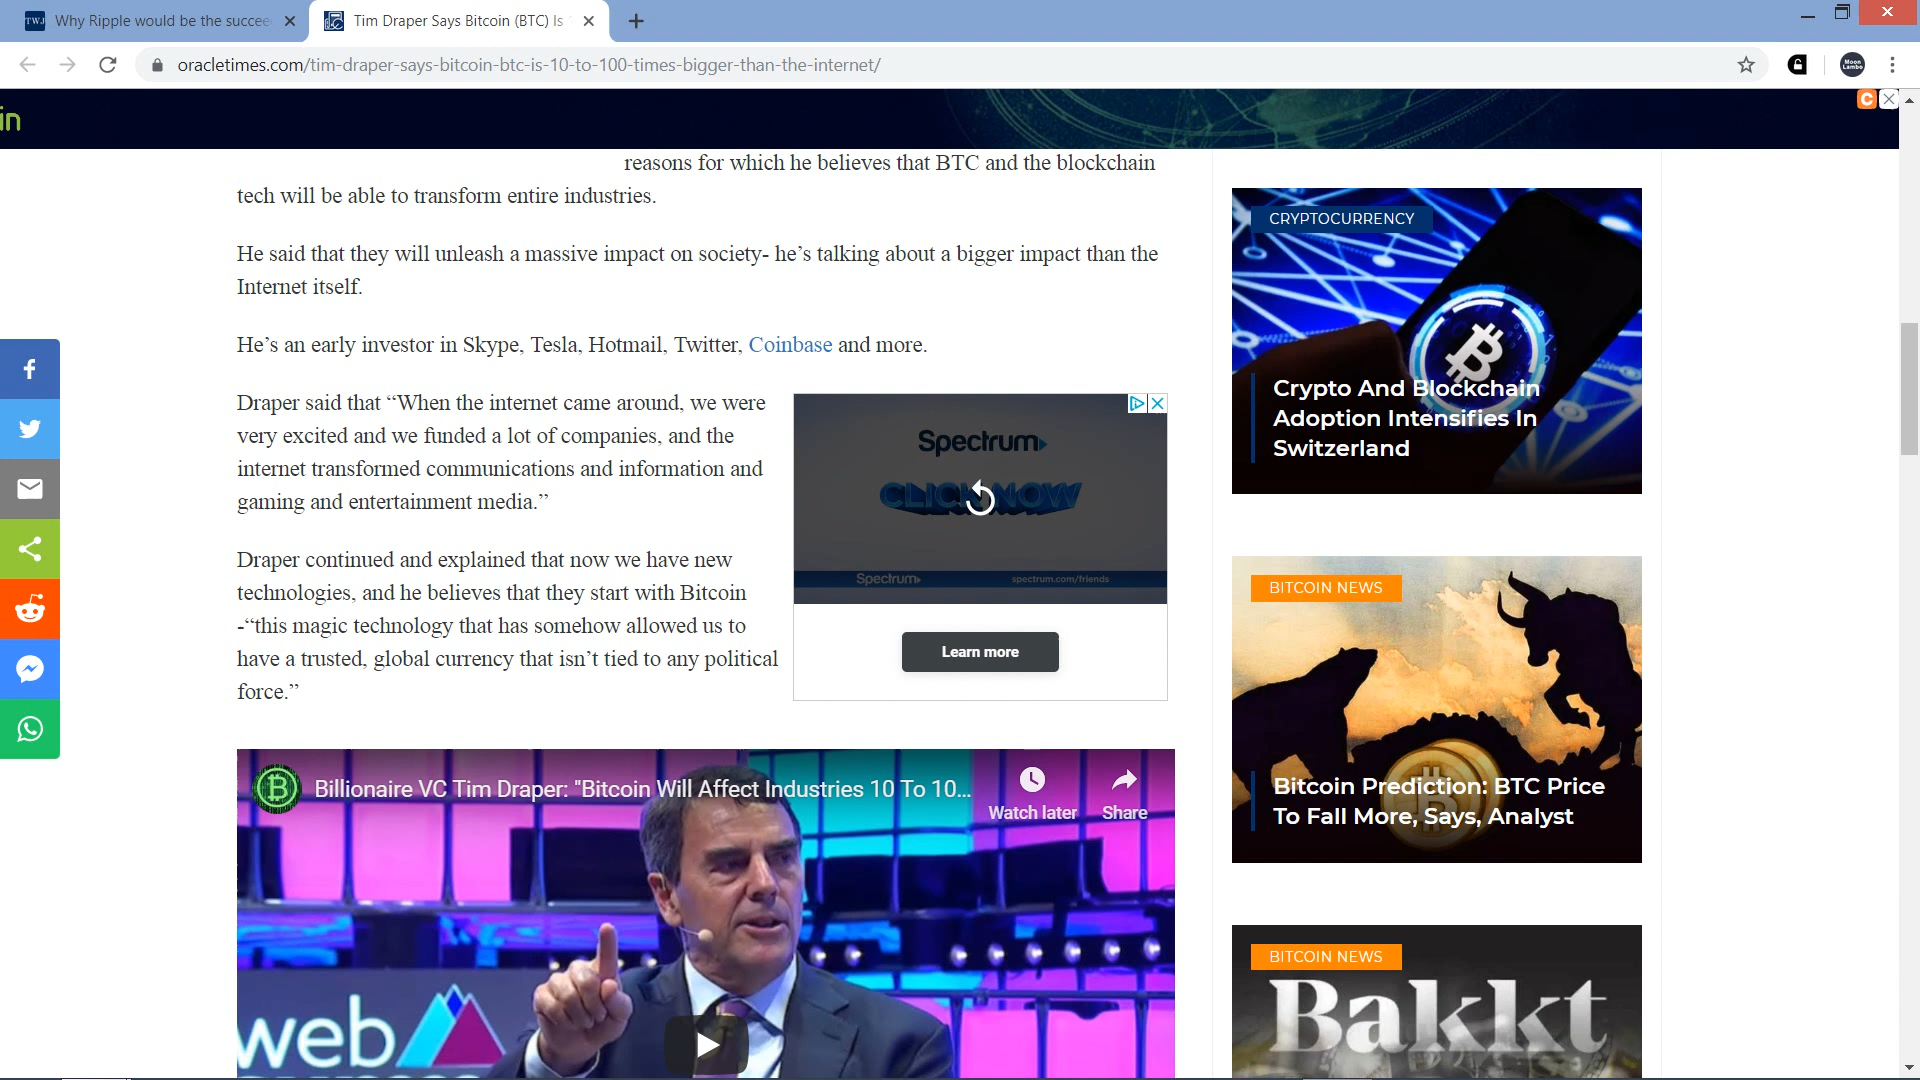 TWJ Why Ripple would be the succee
Tim Draper Says Bitcoin (BTC) Is
oracletimes.com/tim-draper-says-bitcoin-btc-is-10-to-100-times-bigger-than-the-internet/
Moon
Lambo
in
C
reasons for which he believes that BTC and the blockchain
tech will be able to transform entire industries.
He said that they will unleash a massive impact on society- he’s talking about a bigger impact than the
Internet itself.
He’s an early investor in Skype, Tesla, Hotmail, Twitter, Coinbase and more.
Draper said that “When the internet came around, we were
very excited and we funded a lot of companies, and the
internet transformed communications and information and
gaming and entertainment media.”
Draper continued and explained that now we have new
technologies, and he believes that they start with Bitcoin
-“this magic technology that has somehow allowed us to
have a trusted, global currency that isn’t tied to any political
force.”
Spectrum
CLICK NOW
Spectrum
spectrum.com/friends
Learn more
Billionaire VC Tim Draper: "Bitcoin Will Affect Industries 10 To 10...
Watch later
Share
web
CRYPTOCURRENCY
Crypto And Blockchain
Adoption Intensifies In
Switzerland
BITCOIN NEWS
Bitcoin Prediction: BTC Price
To Fall More, Says, Analyst
BITCOIN NEWS
Bakkt